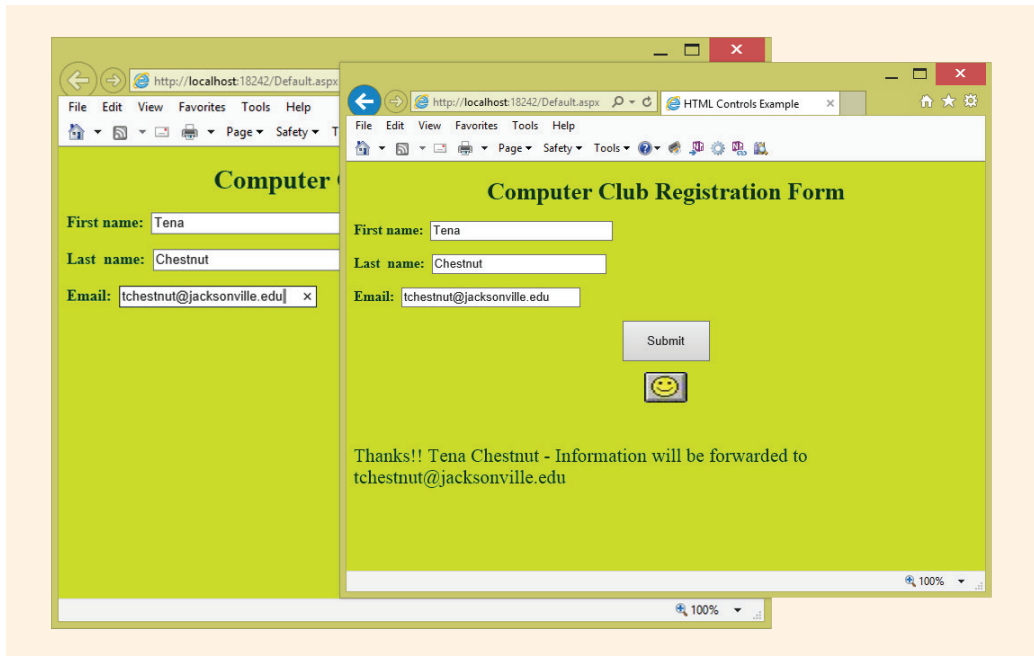 http://localhost:18242/Default.aspx
File Edit View Favorites Tools Help
Page Safety T
Computer
First name: Tena
Last name: Chestnut
Email: tchestnut@jacksonville.edu
100%
http://localhost:18242/Default.aspx HTML Controls Example
File Edit View Favorites Tools Help
Page Safety Tools
Computer Club Registration Form
First name: Tena
Last name: Chestnut
Email: tchestnut@jacksonville.edu
Submit
Thanks!! Tena Chestnut - Information will be forwarded to
tchestnut@jacksonville.edu
100%